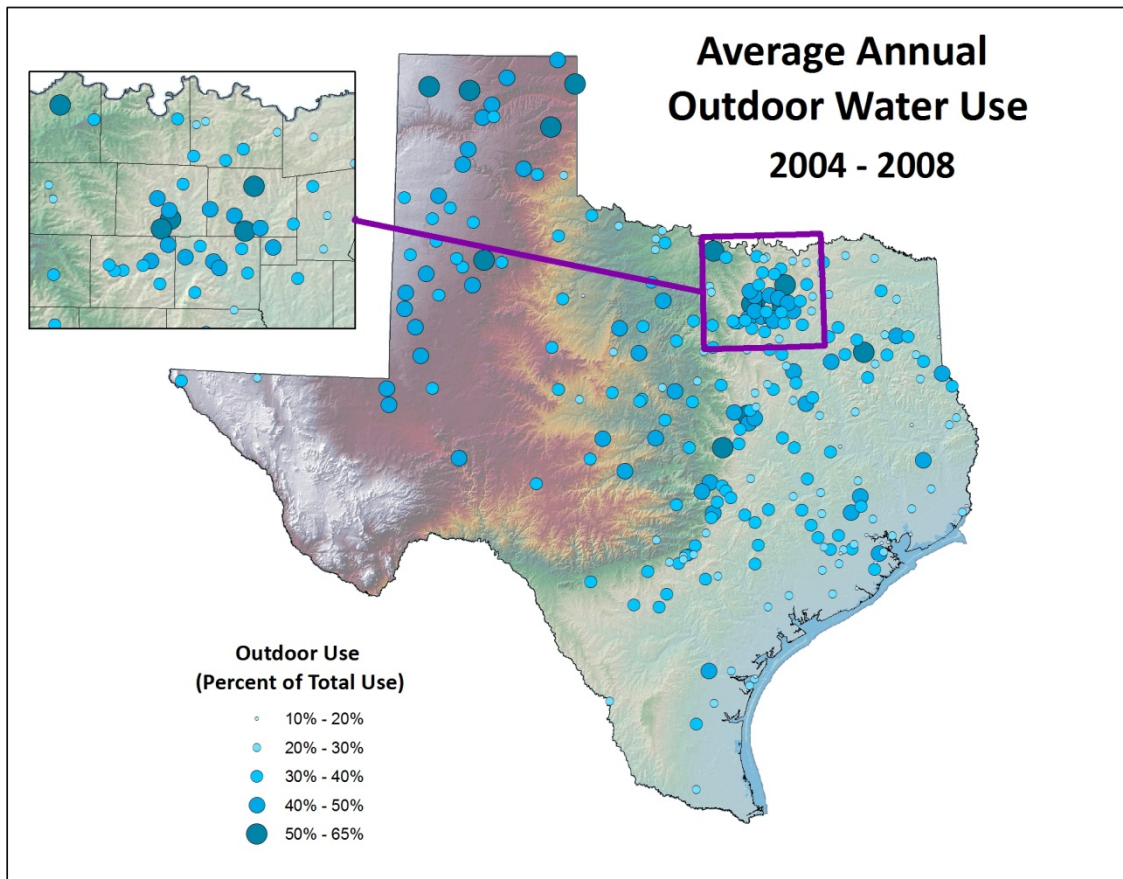 Average Annual
Outdoor Water Use
2004 - 2008
Outdoor Use
(Percent of Total Use)
10% - 20%
20% - 30%
30% - 40%
40% - 50%
50% - 65%